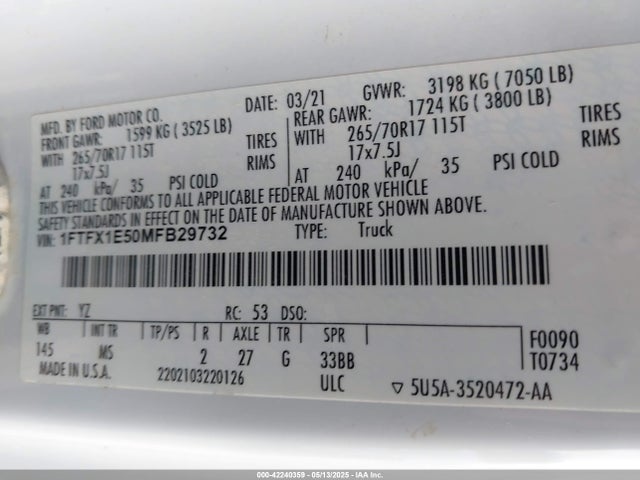 MFD. BY FORD MOTOR CO. DATE: 03/21 GVWR: 3198 KG ( 7050 LB)
FRONT GAWR: 1599 KG ( 3525 LB) REAR GAWR: 1724 KG ( 3800 LB)
WITH 265/70R17 115T TIRES WITH 265/70R17 115T TIRES
17x7.5J RIMS 17x7.5J RIMS
AT 240 kPa/ 35 PSI COLD AT 240 kPa/ 35 PSI COLD
THIS VEHICLE CONFORMS TO ALL APPLICABLE FEDERAL MOTOR VEHICLE
SAFETY STANDARDS IN EFFECT ON THE DATE OF MANUFACTURE SHOWN ABOVE.
VIN: 1FTFX1E50MFB29732 TYPE: Truck
EXT PNT: YZ RC: 53 DSO:
WB INT TR TP/PS R AXLE TR SPR F0090
145 MS 2 27 G 33BB T0734
MADE IN U.S.A. 2202103220126 ULC 5U5A-3520472-AA
000-42240359 - 05/13/2025 - IAA Inc.